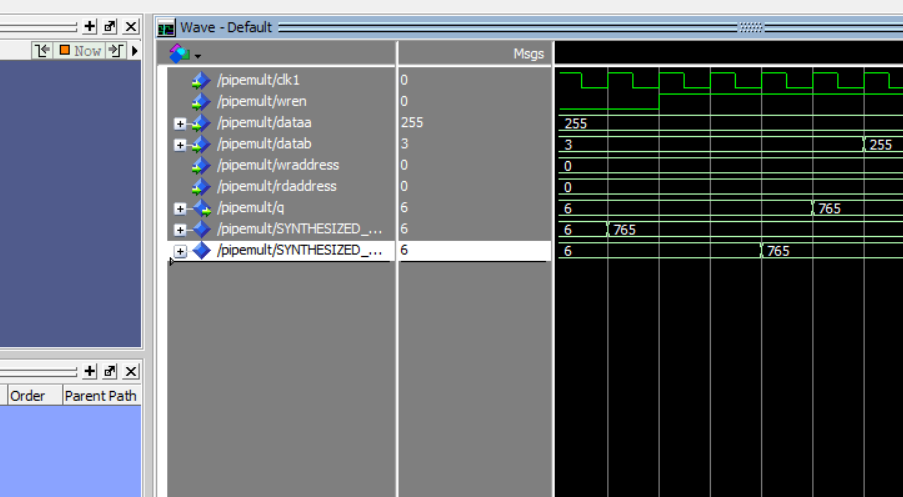 Wave - Default
Now
Msgs
/pipemult/clk1 0
/pipemult/wren 0
/pipemult/dataa 255 255
/pipemult/datab 3 3 255
/pipemult/wraddress 0 0
/pipemult/rdaddress 0 0
/pipemult/q 6 6 765
/pipemult/SYNTHESIZED_... 6 6 765
/pipemult/SYNTHESIZED_... 6 6 765
Order Parent Path